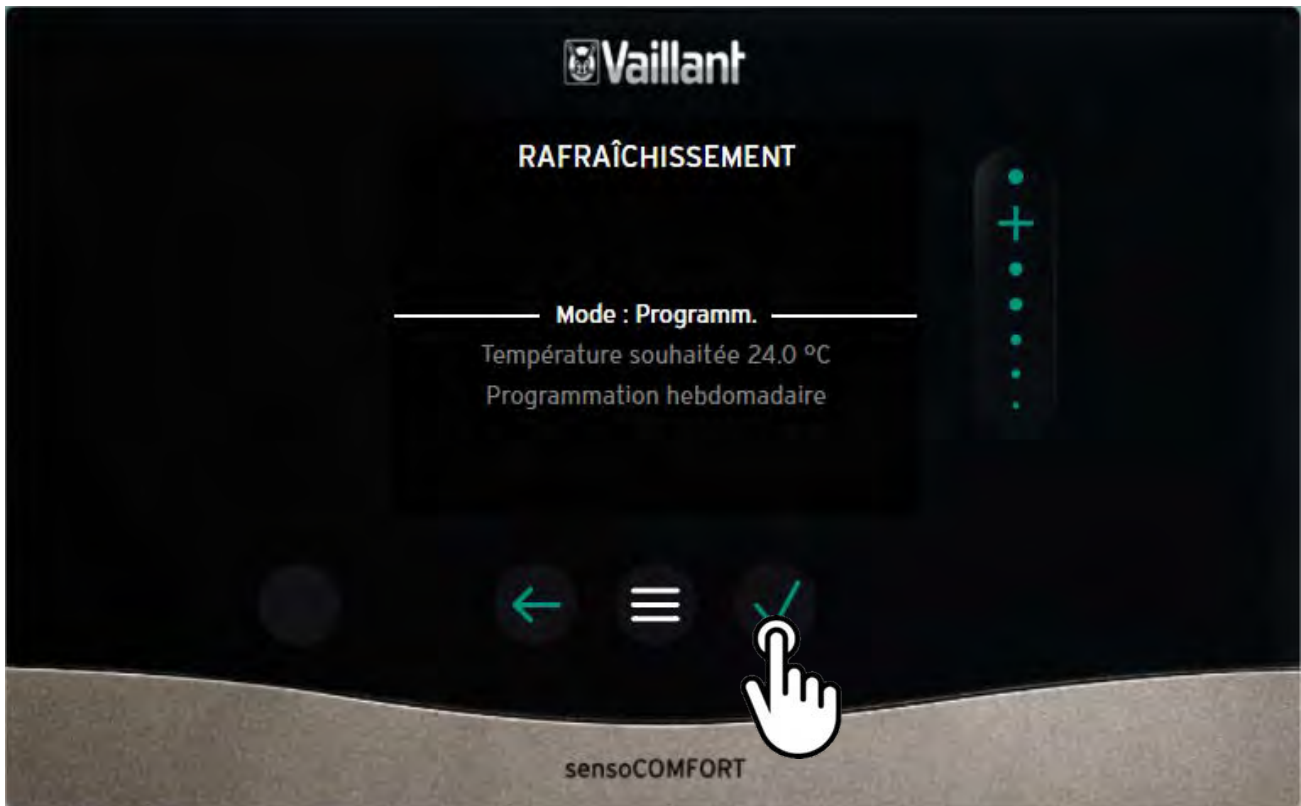 Vaillant
RAFRAÎCHISSEMENT
Mode : Programm.
Température souhaitée 24.0 °C
Programmation hebdomadaire
sensoCOMFORT